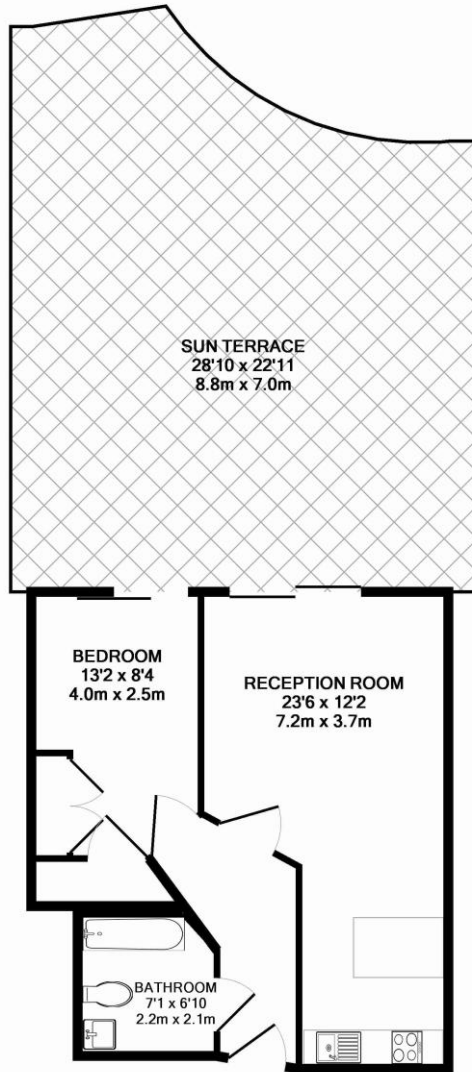 SUN TERRACE
28'10 x 22'11
8.8m x 7.0m
BEDROOM
13'2 x 8'4
4.0m x 2.5m
RECEPTION ROOM
23'6 x 12'2
7.2m x 3.7m
BATHROOM
7'1 x 6'10
2.2m x 2.1m